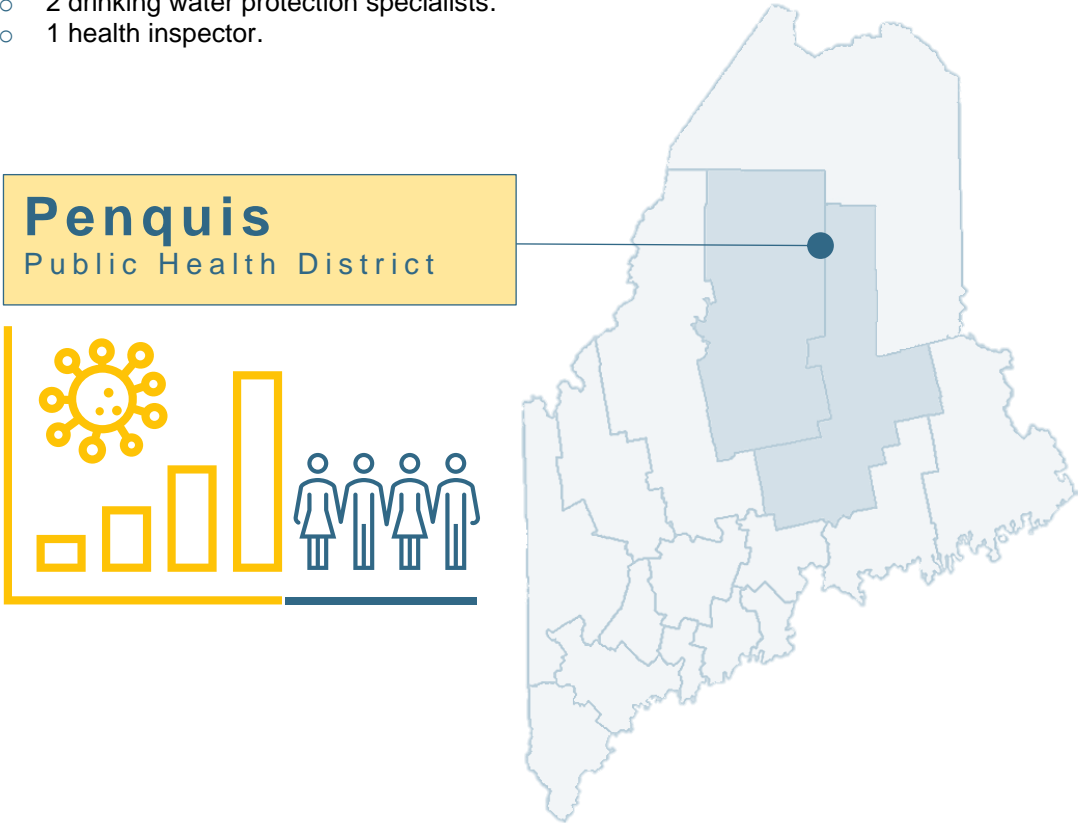 ○ 2 drinking water protection specialists.
○ 1 health inspector.
Penquis
Public Health District